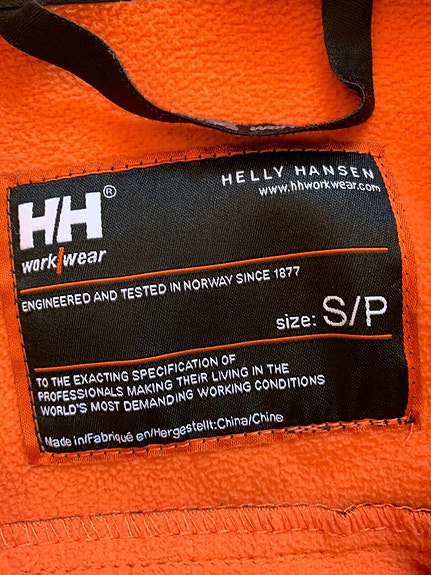 HH®
HELLY HANSEN
www.hhworkwear.com
work/wear
ENGINEERED AND TESTED IN NORWAY SINCE 1877
size: S/P
TO THE EXACTING SPECIFICATION OF
PROFESSIONALS MAKING THEIR LIVING IN THE
WORLD'S MOST DEMANDING WORKING CONDITIONS
Made in/Fabriqué en/Hergestellt:China/Chine